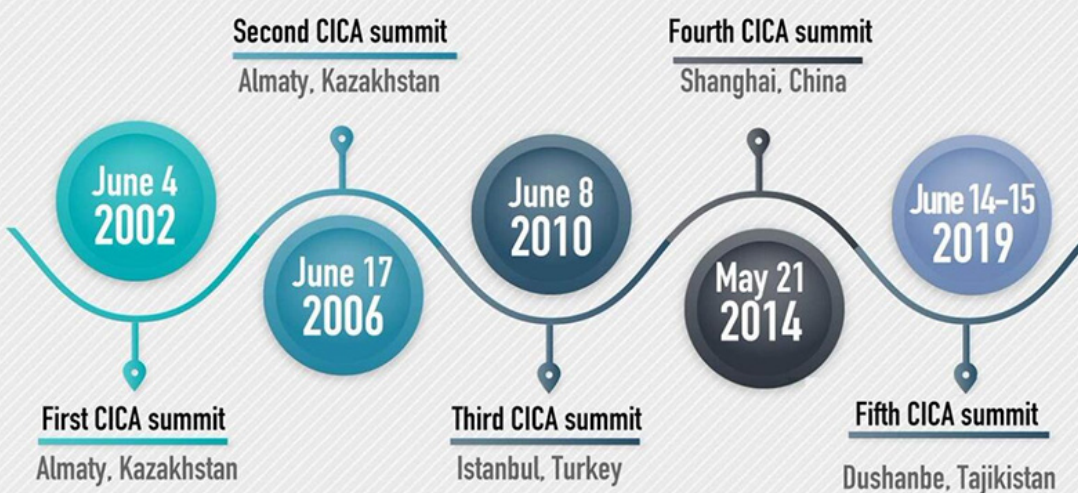 June 4
2002
First CICA summit
Almaty, Kazakhstan
Second CICA summit
Almaty, Kazakhstan
June 17
2006
June 8
2010
Third CICA summit
Istanbul, Turkey
Fourth CICA summit
Shanghai, China
May 21
2014
June 14-15
2019
Fifth CICA summit
Dushanbe, Tajikistan